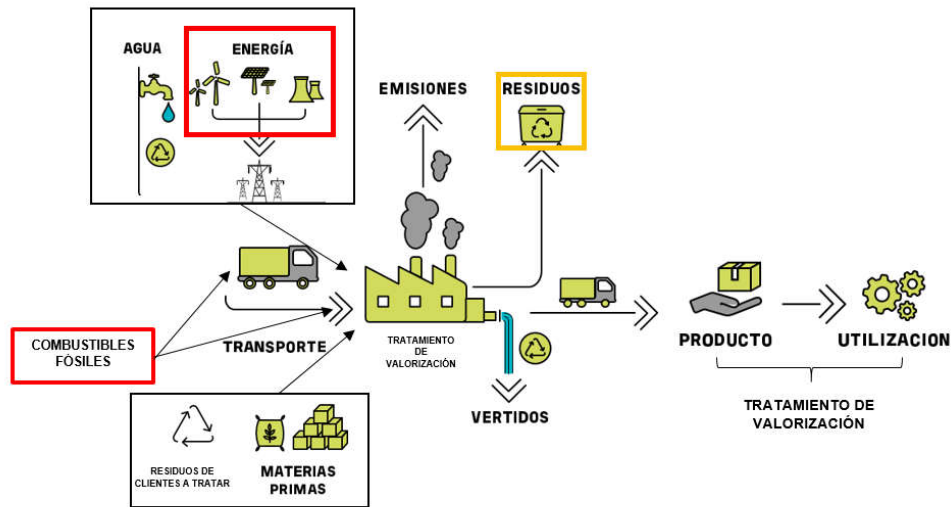 AGUA
ENERGÍA
EMISIONES
RESIDUOS
COMBUSTIBLES
FÓSILES
TRANSPORTE
TRATAMIENTO
DE
VALORIZACIÓN
VERTIDOS
PRODUCTO
UTILIZACION
TRATAMIENTO DE
VALORIZACIÓN
RESIDUOS DE
CLIENTES A TRATAR
MATERIAS
PRIMAS